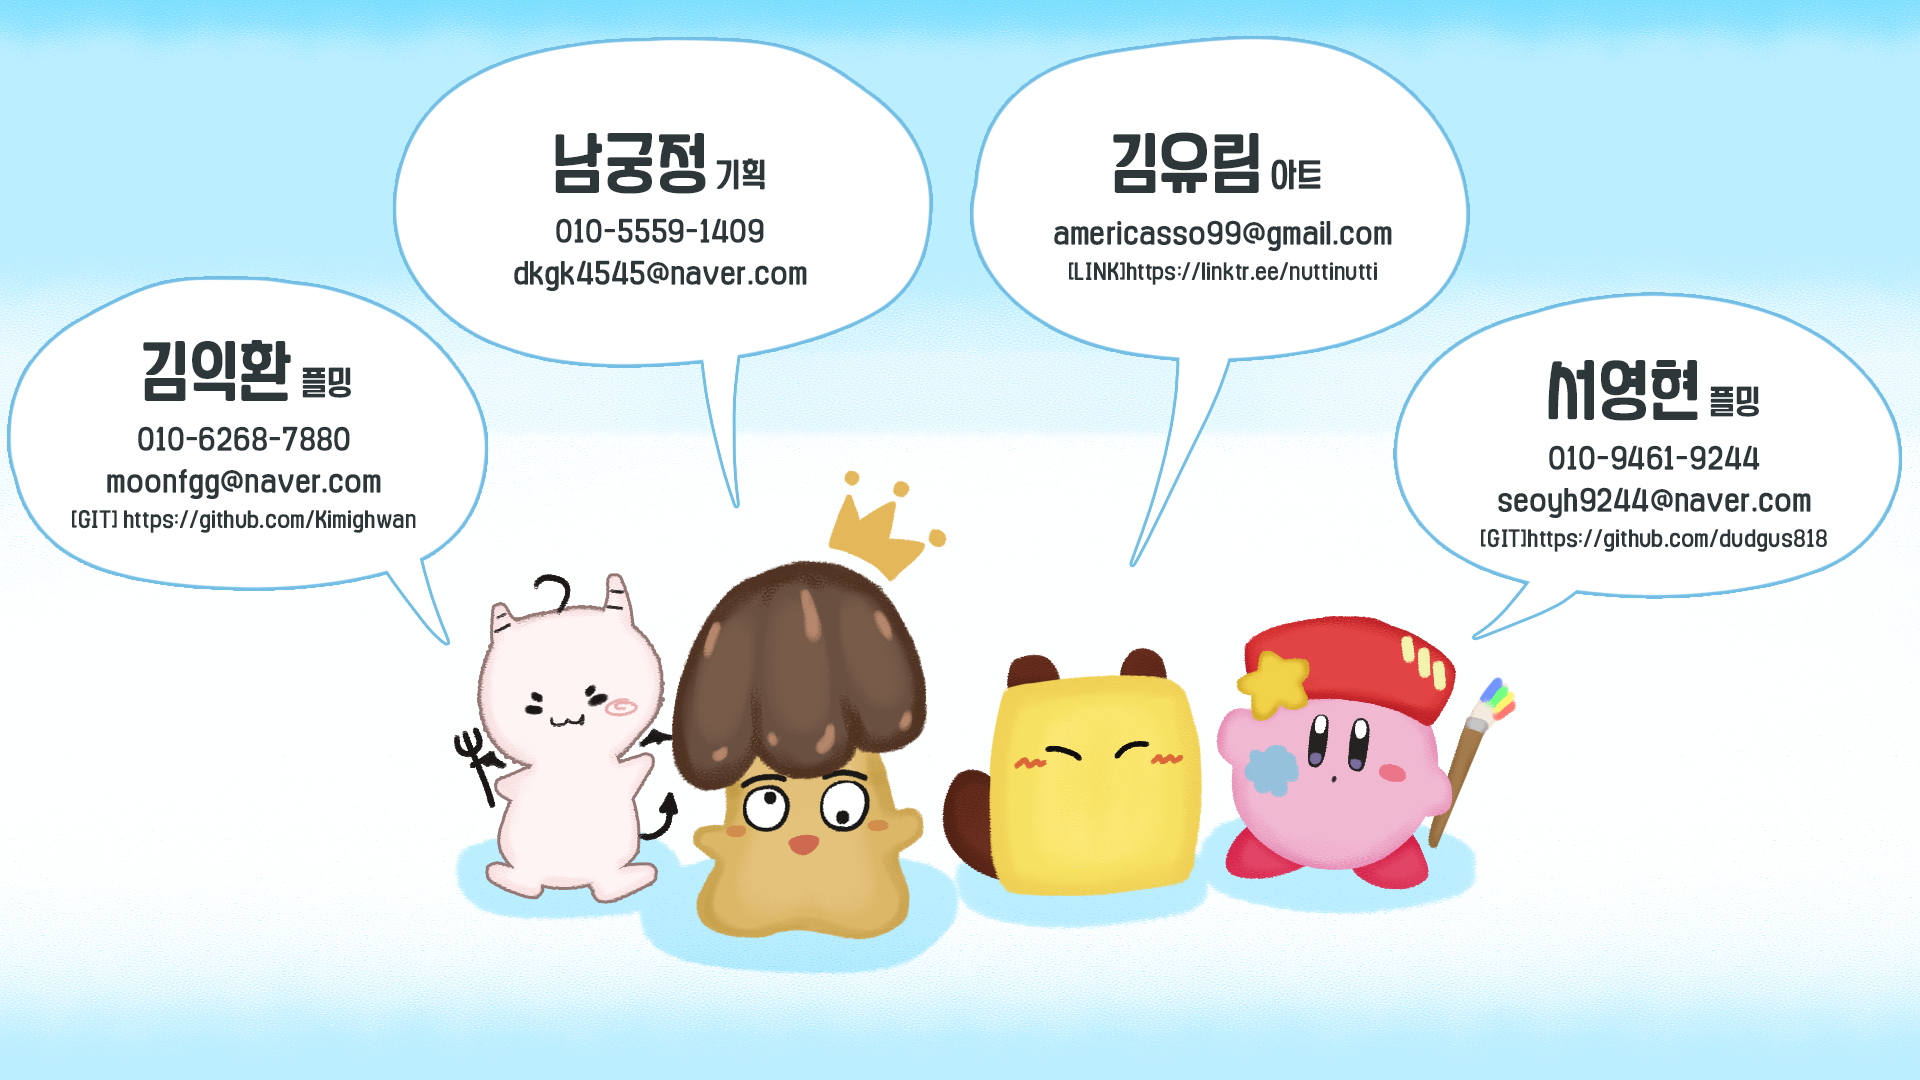 남궁정 기획
010-5559-1409
dkgk4545@naver.com
김유림 아트
americasso99@gmail.com
[LINK]https://linktr.ee/nuttinutti
김익환 플밍
010-6268-7880
moonfgg@naver.com
[GIT] https://github.com/Kimighwan
서영현 플밍
010-9461-9244
seoyh9244@naver.com
[GIT]https://github.com/dudgus818